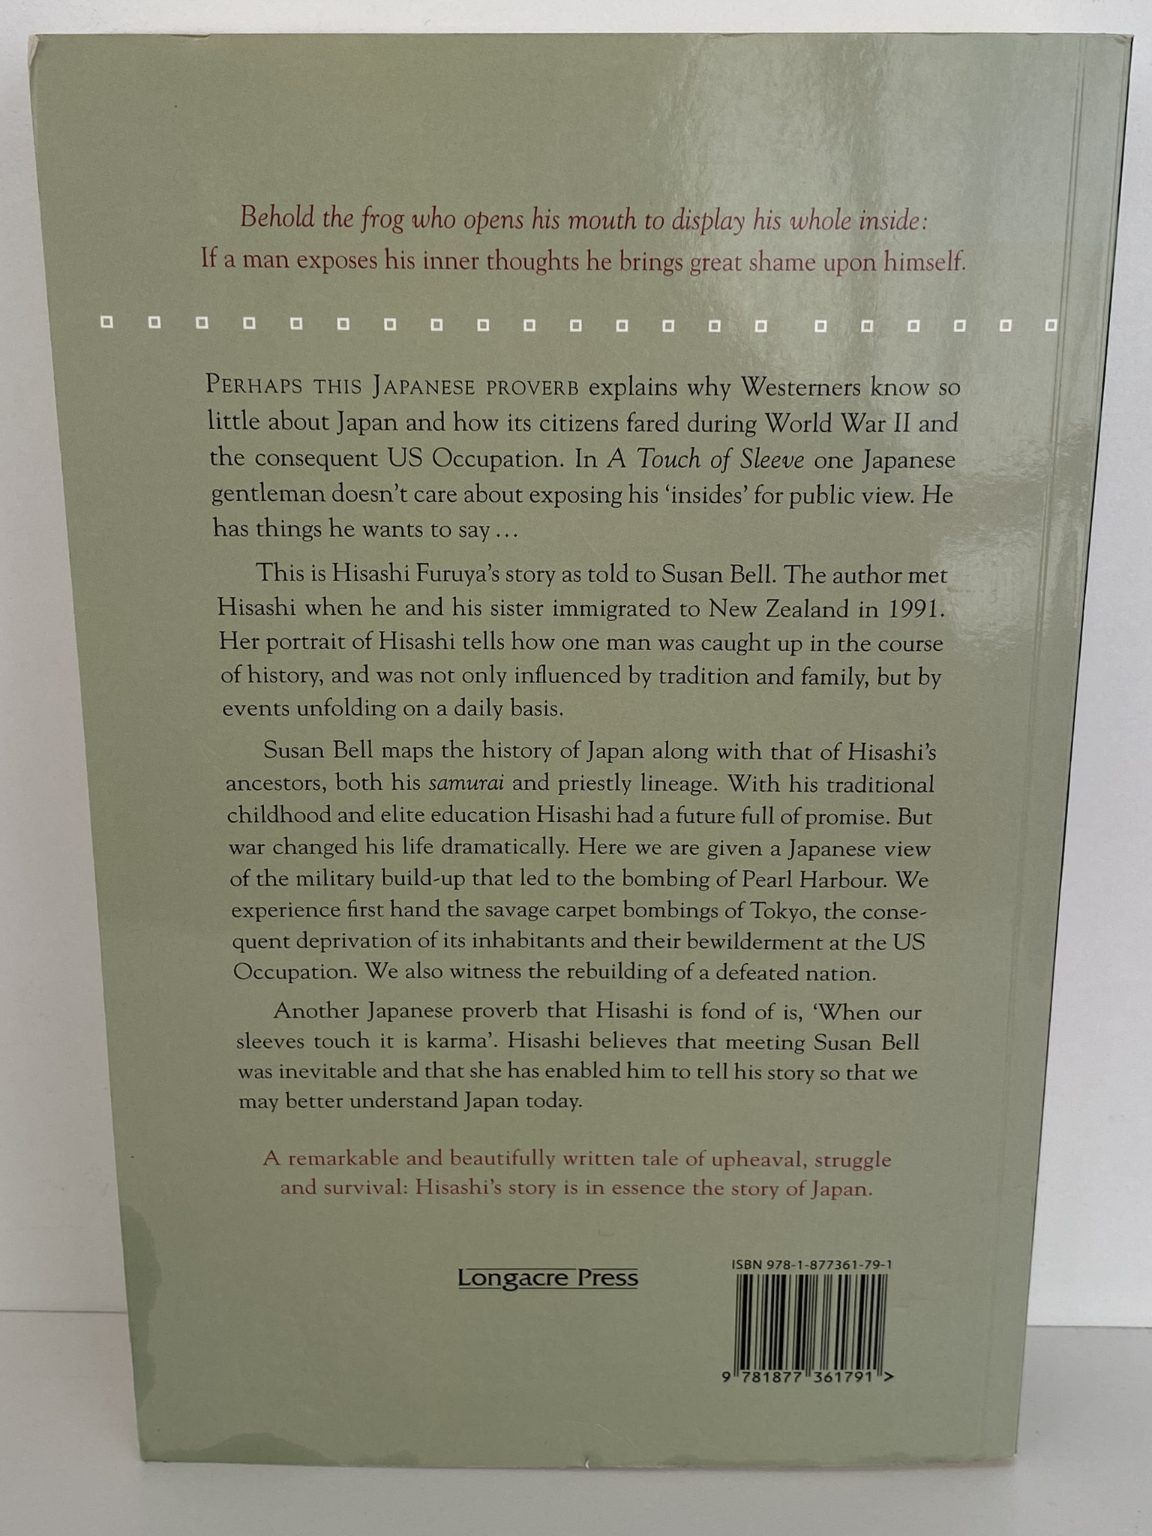 Behold the frog who opens his mouth to display his whole inside:
If a man exposes his inner thoughts he brings great shame upon himself.
PERHAPS THIS JAPANESE PROVERB explains why Westerners know so
little about Japan and how its citizens fared during World War II and
the consequent US Occupation. In A Touch of Sleeve one Japanese
gentleman doesn't care about exposing his ‘insides’ for public view. He
has things he wants to say...
This is Hisashi Furuya's story as told to Susan Bell. The author met
Hisashi when he and his sister immigrated to New Zealand in 1991.
Her portrait of Hisashi tells how one man was caught up in the course
of history, and was not only influenced by tradition and family, but by
events unfolding on a daily basis.
Susan Bell maps the history of Japan along with that of Hisashi's
ancestors, both his samurai and priestly lineage. With his traditional
childhood and elite education Hisashi had a future full of promise. But
war changed his life dramatically. Here we are given a Japanese view
of the military build-up that led to the bombing of Pearl Harbour. We
experience first hand the savage carpet bombings of Tokyo, the conse-
quent deprivation of its inhabitants and their bewilderment at the US
Occupation. We also witness the rebuilding of a defeated nation.
Another Japanese proverb that Hisashi is fond of is, ‘When our
sleeves touch it is karma’. Hisashi believes that meeting Susan Bell
was inevitable and that she has enabled him to tell his story so that we
may better understand Japan today.
A remarkable and beautifully written tale of upheaval, struggle
and survival: Hisashi's story is in essence the story of Japan.
Longacre Press
ISBN 978-1-877361-79-1
9 781877 361791 >